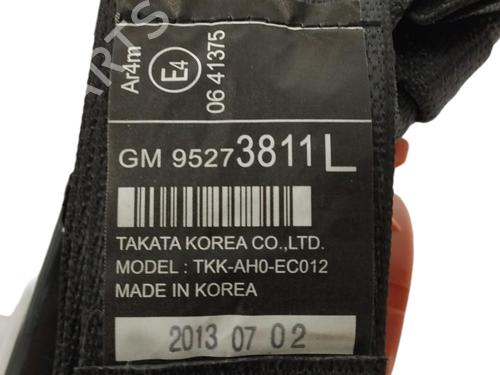 Ar4m
E4
06 41375
GM 95273811 L
TAKATA KOREA CO.,LTD.
MODEL : TKK-AH0-EC012
MADE IN KOREA
2013 07 02